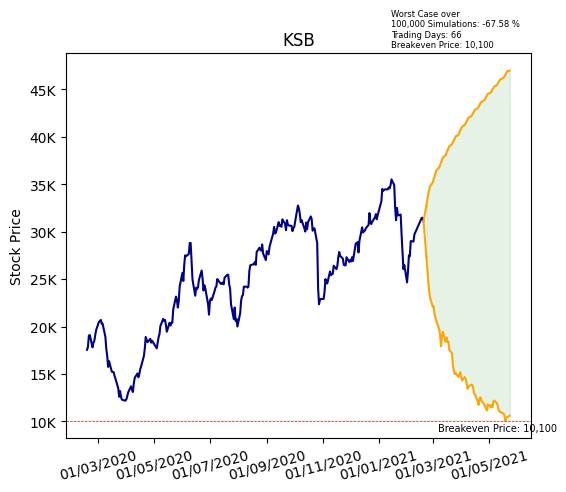 Worst Case over
100,000 Simulations: -67.58 %
Trading Days: 66
Breakeven Price: 10,100
KSB
Stock Price
45K
40K
35K
30K
25K
20K
15K
10K
Breakeven Price: 10,100
01/03/2020
01/05/2020
01/07/2020
01/09/2020
01/11/2020
01/01/2021
01/03/2021
01/05/2021